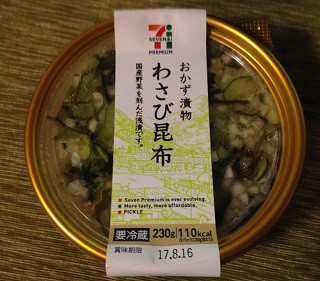 7
SEVEN&i
PREMIUM
おかず漬物
わさび昆布
国産野菜を刻んだ浅漬です。
Seven Premium is ever evolving.
More tasty, more affordable.
PICKLE
要冷蔵 230g 110kcal
賞味期限 17.8.16